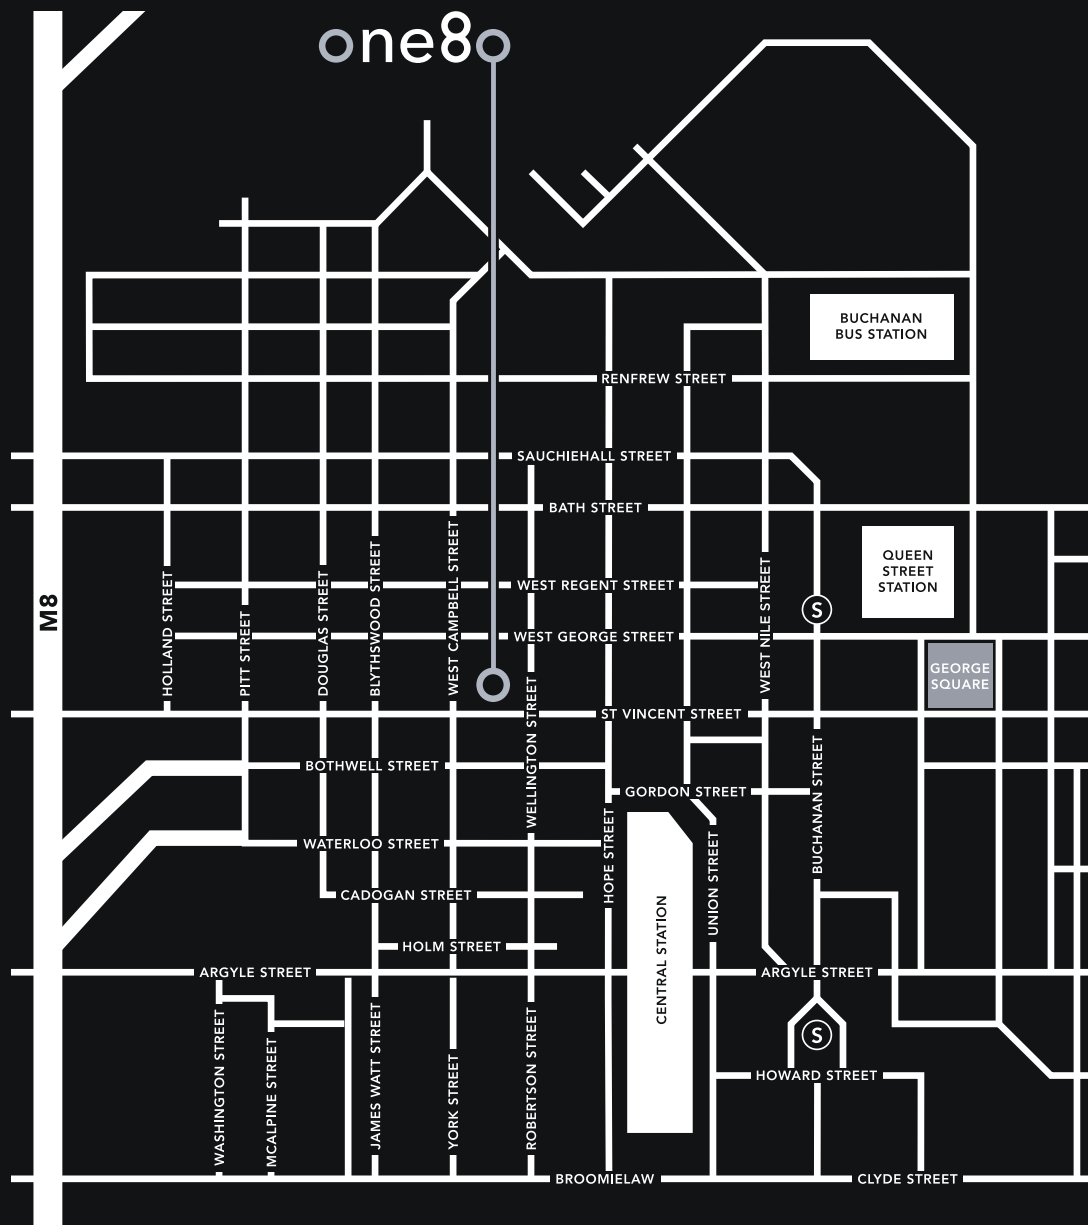 one80
BUCHANAN
BUS STATION
RENFREW STREET
SAUCHIEHALL STREET
BATH STREET
QUEEN
STREET
STATION
WEST REGENT STREET
S
WEST GEORGE STREET
M8
HOLLAND STREET
PITT STREET
DOUGLAS STREET
BLYTHSWOOD STREET
WEST CAMPBELL STREET
WELLINGTON STREET
WEST NILE STREET
GEORGE
SQUARE
ST VINCENT STREET
BOTHWELL STREET
GORDON STREET
BUCHANAN STREET
WATERLOO STREET
HOPE STREET
UNION STREET
CADOGAN STREET
HOLM STREET
CENTRAL STATION
ARGYLE STREET
ARGYLE STREET
S
WASHINGTON STREET
MCALPINE STREET
JAMES WATT STREET
YORK STREET
ROBERTSON STREET
HOWARD STREET
BROOMIELAW
CLYDE STREET